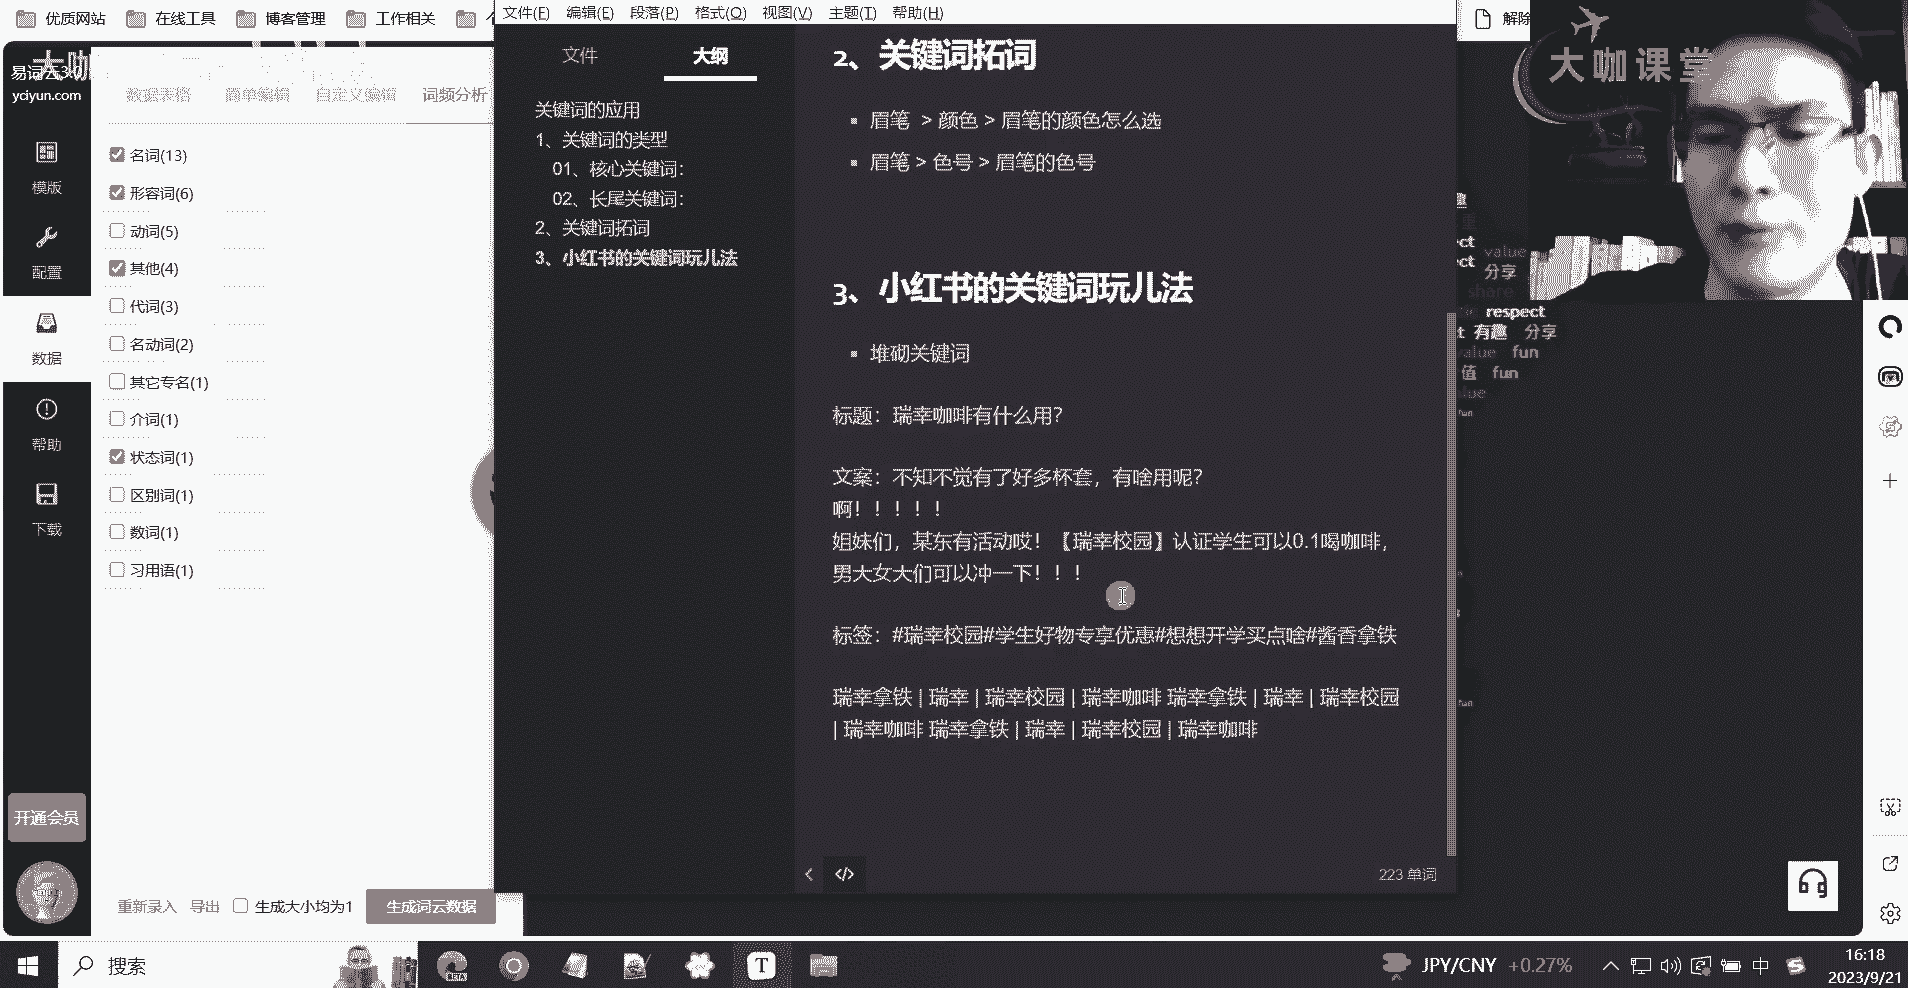 优质网站 在线工具 博客管理 工作相关
文件(F) 编辑(E) 段落(P) 格式(O) 视图(V) 主题(T) 帮助(H)
解除
大咖课堂
大咖
易词云3.0
yciyun.com
数据表格 简单编辑 自定义编辑 词频分析
模版
配置
数据
帮助
下载
开通会员
名词(13)
形容词(6)
动词(5)
其他(4)
代词(3)
名动词(2)
其它专名(1)
介词(1)
状态词(1)
区别词(1)
数词(1)
习用语(1)
重新录入 导出 生成大小均为1 生成词云数据
文件 大纲
关键词的应用
1、关键词的类型
01、核心关键词：
02、长尾关键词：
2、关键词拓词
3、小红书的关键词玩儿法
2、关键词拓词
眉笔 > 颜色 > 眉笔的颜色怎么选
眉笔 > 色号 > 眉笔的色号
3、小红书的关键词玩儿法
堆砌关键词
标题：瑞幸咖啡有什么用？
文案：不知不觉有了好多杯套，有啥用呢？
啊！！！！！
姐妹们，某东有活动哎！【瑞幸校园】认证学生可以0.1喝咖啡，
男大女大们可以冲一下！！！
标签：#瑞幸校园#学生好物专享优惠#想想开学买点啥#酱香拿铁
瑞幸拿铁 | 瑞幸 | 瑞幸校园 | 瑞幸咖啡 瑞幸拿铁 | 瑞幸 | 瑞幸校园
| 瑞幸咖啡 瑞幸拿铁 | 瑞幸 | 瑞幸校园 | 瑞幸咖啡
223 单词
value
分享
share
respect
有趣 分享
value fun
值 fun
搜索
JPY/CNY +0.27%
中
16:18
2023/9/21